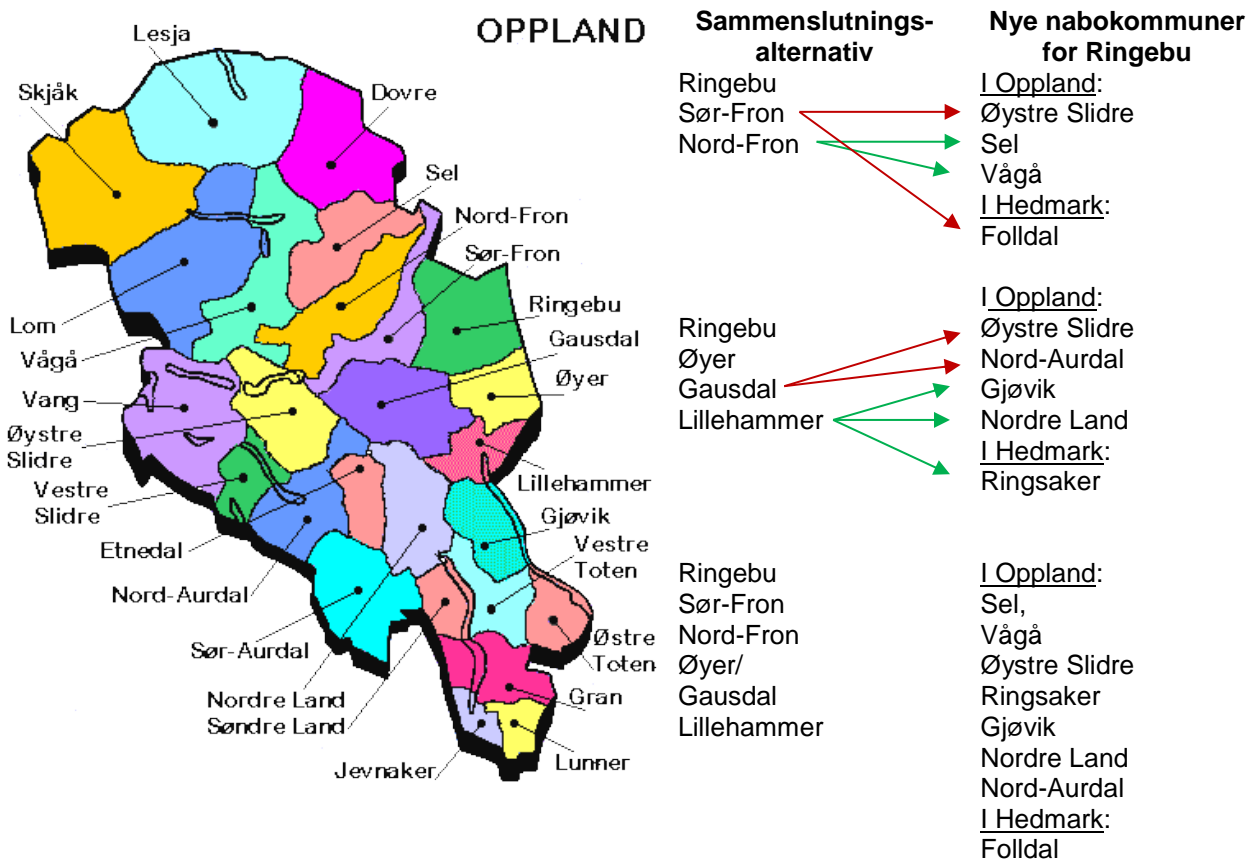 OPPLAND
Lesja
Skjåk
Dovre
Sel
Nord-Fron
Sør-Fron
Ringebu
Gausdal
Øyer
Lom
Vågå
Vang
Øystre
Slidre
Vestre
Slidre
Lillehammer
Gjøvik
Etnedal
Vestre
Toten
Nord-Aurdal
Sør-Aurdal
Østre
Toten
Nordre Land
Søndre Land
Gran
Jevnaker
Lunner
Sammenslutnings-
alternativ
Ringebu
Sør-Fron
Nord-Fron
Ringebu
Øyer
Gausdal
Lillehammer
Ringebu
Sør-Fron
Nord-Fron
Øyer/
Gausdal
Lillehammer
Nye nabokommuner
for Ringebu
I Oppland:
Øystre Slidre
Sel
Vågå
I Hedmark:
Folldal
I Oppland:
Øystre Slidre
Nord-Aurdal
Gjøvik
Nordre Land
I Hedmark:
Ringsaker
I Oppland:
Sel,
Vågå
Øystre Slidre
Ringsaker
Gjøvik
Nordre Land
Nord-Aurdal
I Hedmark:
Folldal